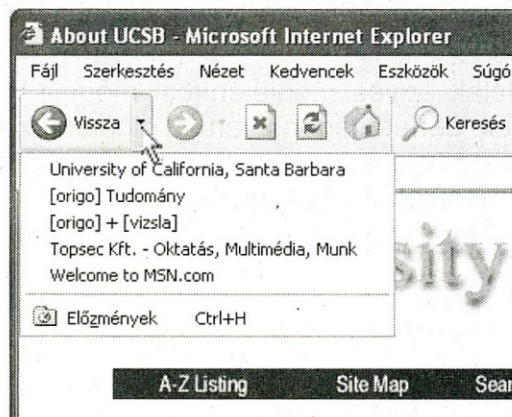 About UCSB - Microsoft Internet Explorer
Fájl Szerkesztés Nézet Kedvencek Eszközök Súgó
Vissza Keresés
University of California, Santa Barbara
[origo] Tudomány
[origo] + [vizsla]
Topsec Kft. - Oktatás, Multimédia, Munk
Welcome to MSN.com
sity
Előzmények Ctrl+H
A-Z Listing Site Map Sear